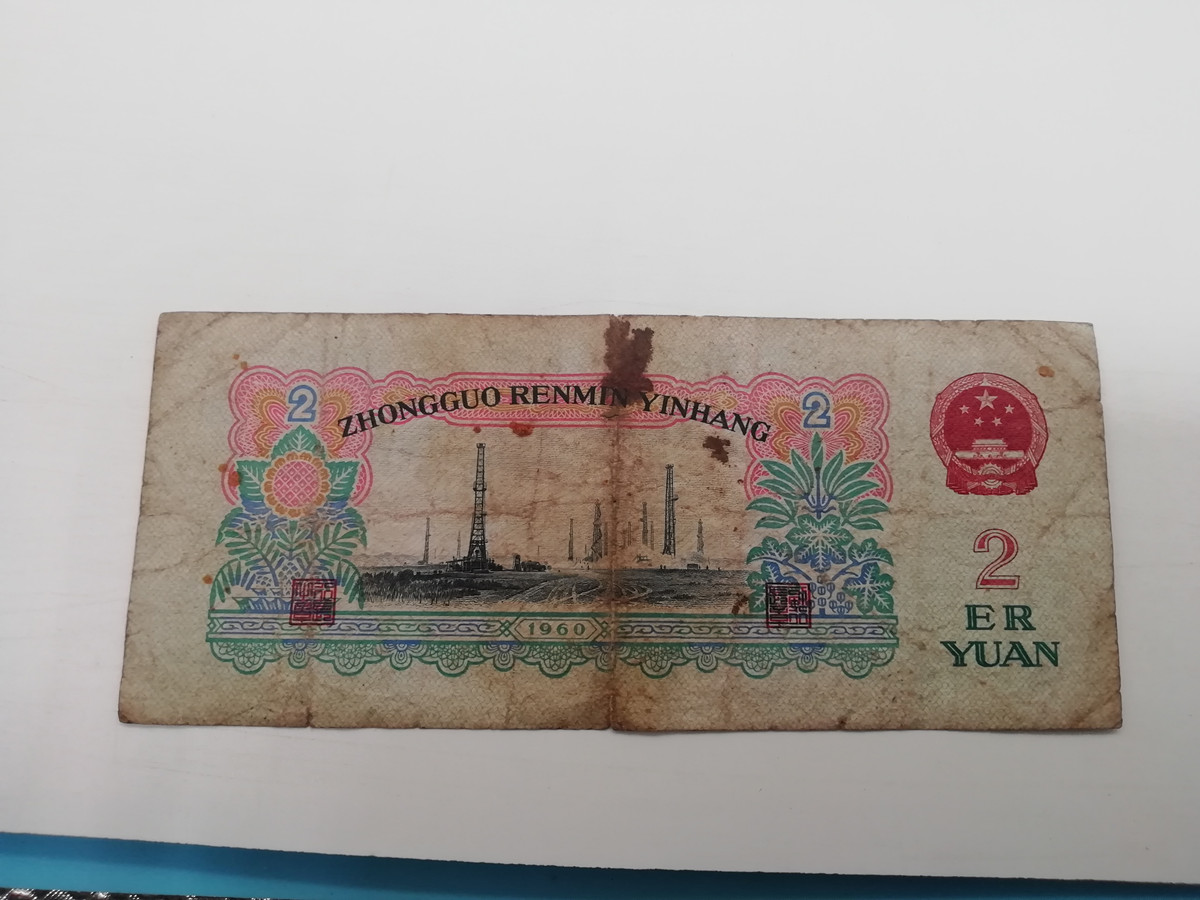 2
ZHONGGUO RENMIN YINHANG
2
1960
2
ER
YUAN